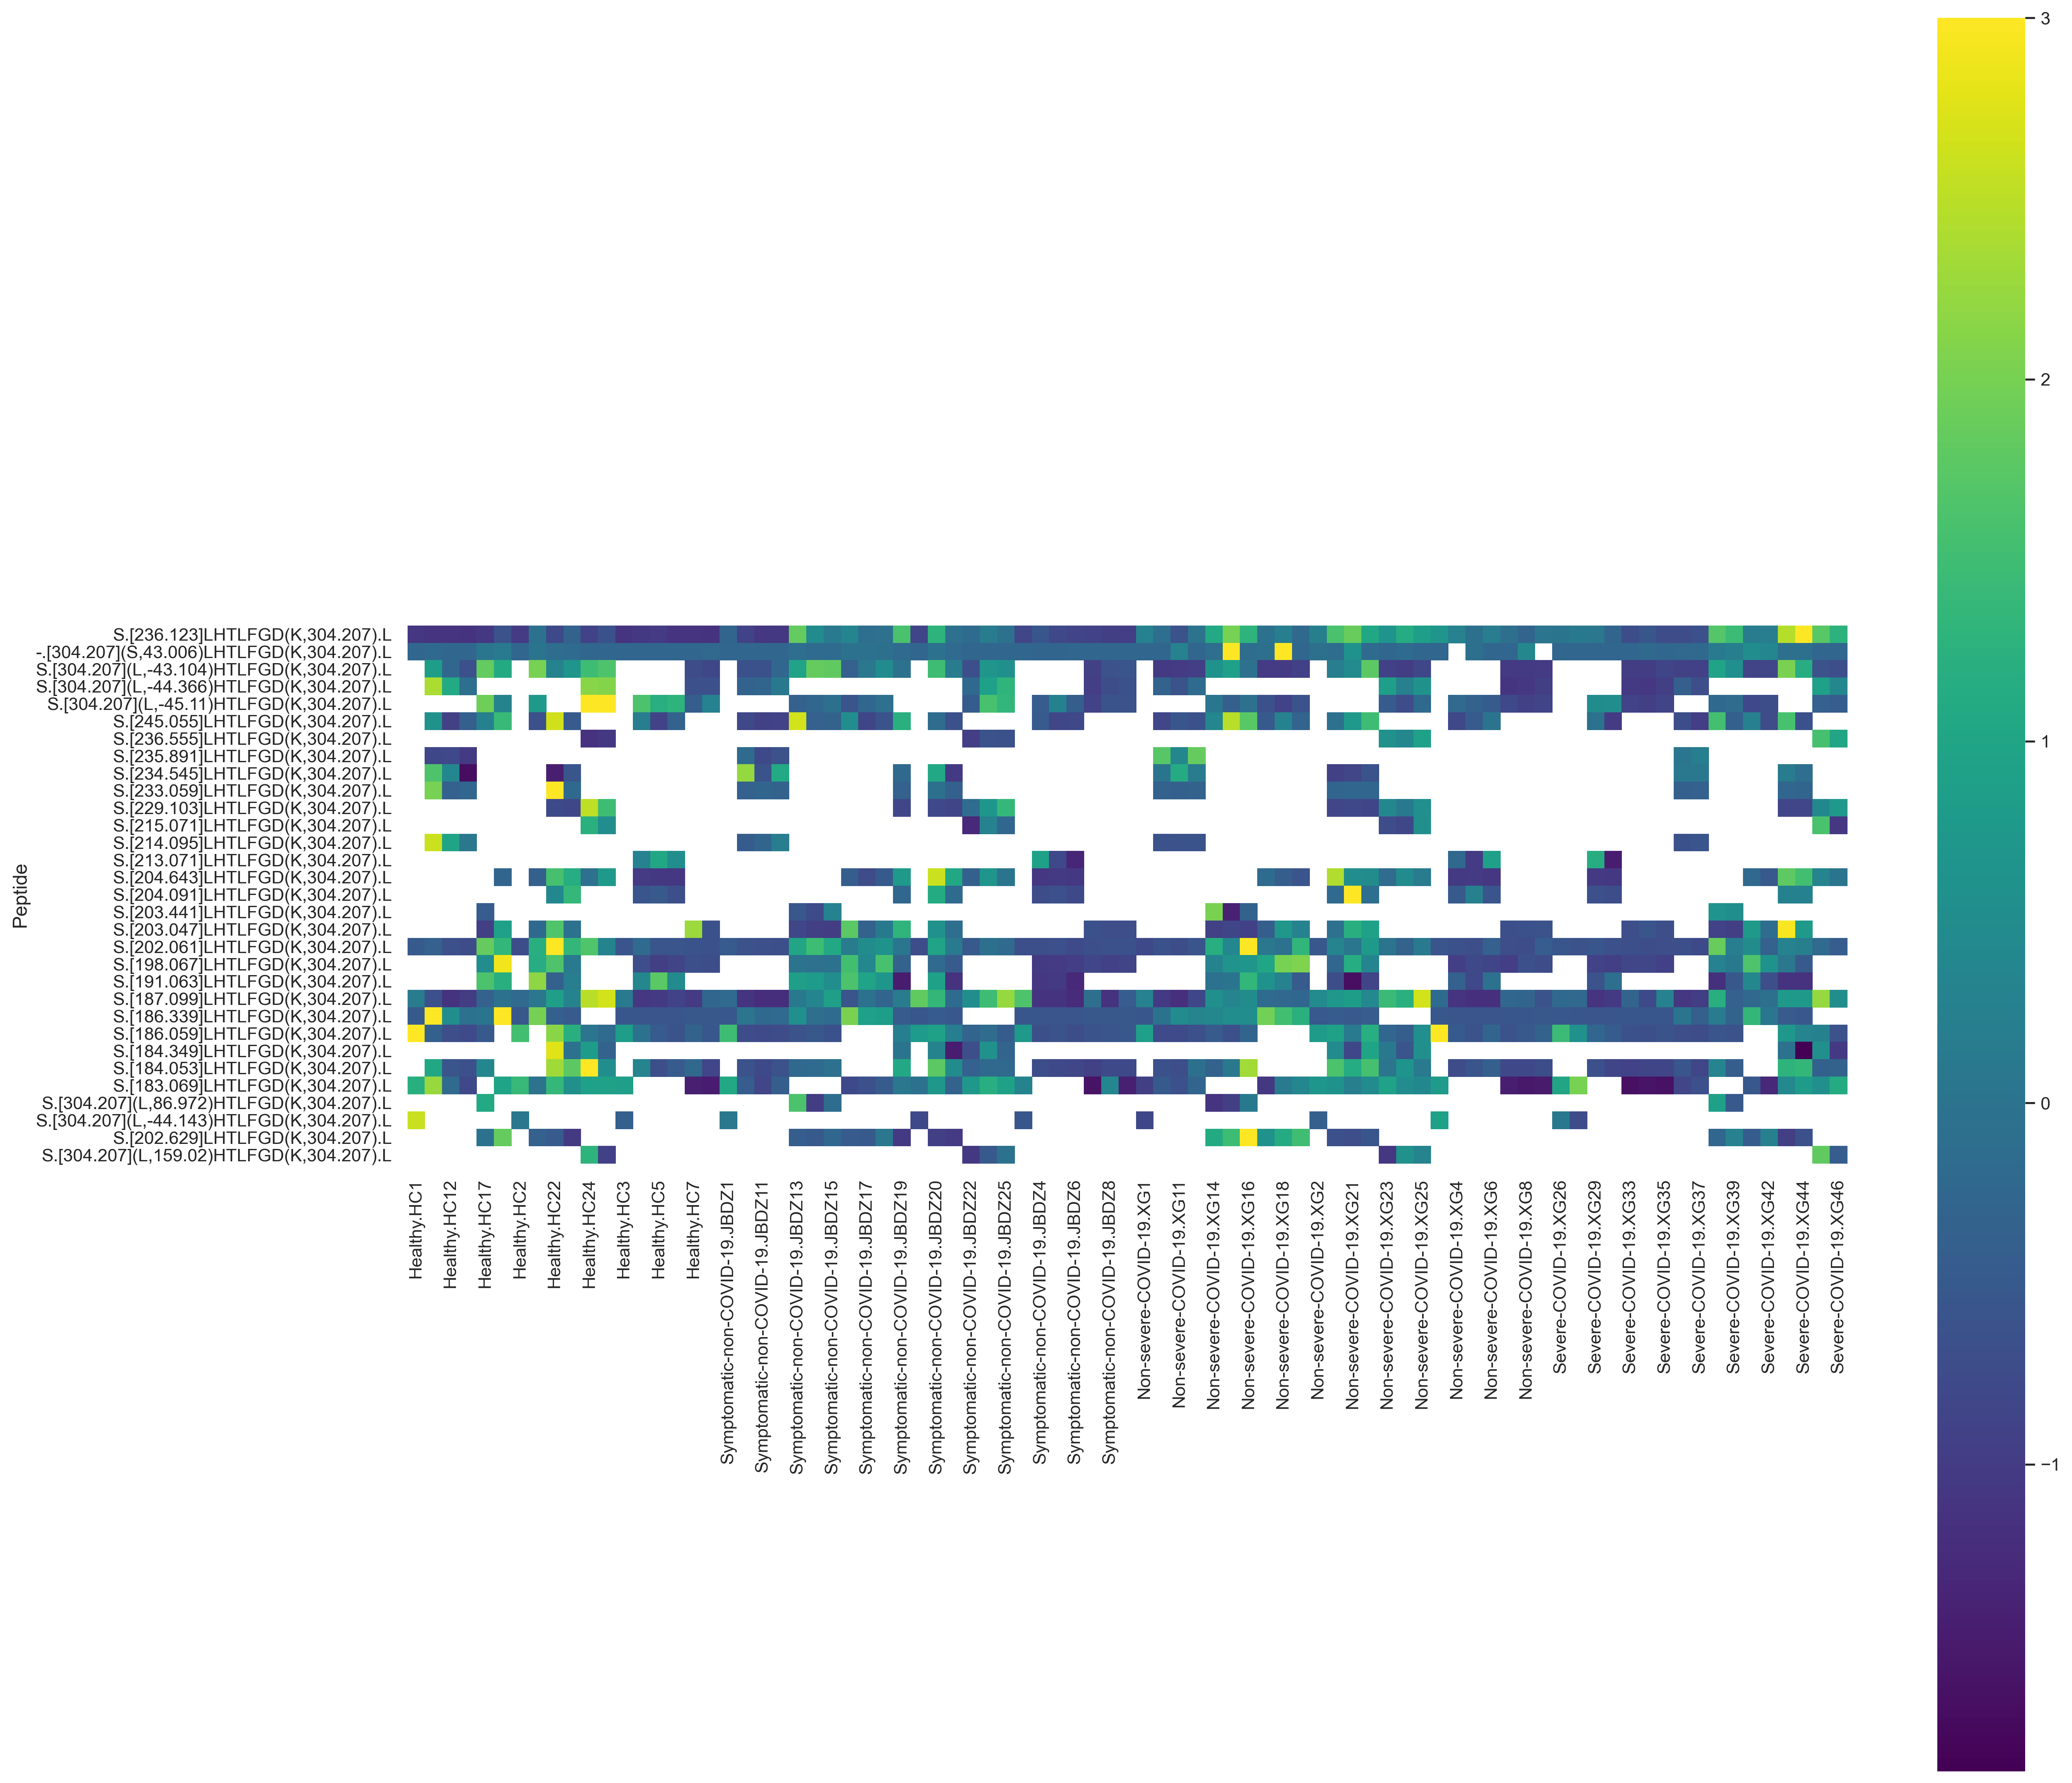 3
2
1
0
−1
Peptide
S.[236.123]LHTLFGD(K,304.207).L
-.[304.207](S,43.006)LHTLFGD(K,304.207).L
S.[304.207](L,-43.104)HTLFGD(K,304.207).L
S.[304.207](L,-44.366)HTLFGD(K,304.207).L
S.[304.207](L,-45.11)HTLFGD(K,304.207).L
S.[245.055]LHTLFGD(K,304.207).L
S.[236.555]LHTLFGD(K,304.207).L
S.[235.891]LHTLFGD(K,304.207).L
S.[234.545]LHTLFGD(K,304.207).L
S.[233.059]LHTLFGD(K,304.207).L
S.[229.103]LHTLFGD(K,304.207).L
S.[215.071]LHTLFGD(K,304.207).L
S.[214.095]LHTLFGD(K,304.207).L
S.[213.071]LHTLFGD(K,304.207).L
S.[204.643]LHTLFGD(K,304.207).L
S.[204.091]LHTLFGD(K,304.207).L
S.[203.441]LHTLFGD(K,304.207).L
S.[203.047]LHTLFGD(K,304.207).L
S.[202.061]LHTLFGD(K,304.207).L
S.[198.067]LHTLFGD(K,304.207).L
S.[191.063]LHTLFGD(K,304.207).L
S.[187.099]LHTLFGD(K,304.207).L
S.[186.339]LHTLFGD(K,304.207).L
S.[186.059]LHTLFGD(K,304.207).L
S.[184.349]LHTLFGD(K,304.207).L
S.[184.053]LHTLFGD(K,304.207).L
S.[183.069]LHTLFGD(K,304.207).L
S.[304.207](L,86.972)HTLFGD(K,304.207).L
S.[304.207](L,-44.143)HTLFGD(K,304.207).L
S.[202.629]LHTLFGD(K,304.207).L
S.[304.207](L,159.02)HTLFGD(K,304.207).L
Healthy.HC1
Healthy.HC12
Healthy.HC17
Healthy.HC2
Healthy.HC22
Healthy.HC24
Healthy.HC3
Healthy.HC5
Healthy.HC7
Symptomatic-non-COVID-19.JBDZ1
Symptomatic-non-COVID-19.JBDZ11
Symptomatic-non-COVID-19.JBDZ13
Symptomatic-non-COVID-19.JBDZ15
Symptomatic-non-COVID-19.JBDZ17
Symptomatic-non-COVID-19.JBDZ19
Symptomatic-non-COVID-19.JBDZ20
Symptomatic-non-COVID-19.JBDZ22
Symptomatic-non-COVID-19.JBDZ25
Symptomatic-non-COVID-19.JBDZ4
Symptomatic-non-COVID-19.JBDZ6
Symptomatic-non-COVID-19.JBDZ8
Non-severe-COVID-19.XG1
Non-severe-COVID-19.XG11
Non-severe-COVID-19.XG14
Non-severe-COVID-19.XG16
Non-severe-COVID-19.XG18
Non-severe-COVID-19.XG2
Non-severe-COVID-19.XG21
Non-severe-COVID-19.XG23
Non-severe-COVID-19.XG25
Non-severe-COVID-19.XG4
Non-severe-COVID-19.XG6
Non-severe-COVID-19.XG8
Severe-COVID-19.XG26
Severe-COVID-19.XG29
Severe-COVID-19.XG33
Severe-COVID-19.XG35
Severe-COVID-19.XG37
Severe-COVID-19.XG39
Severe-COVID-19.XG42
Severe-COVID-19.XG44
Severe-COVID-19.XG46